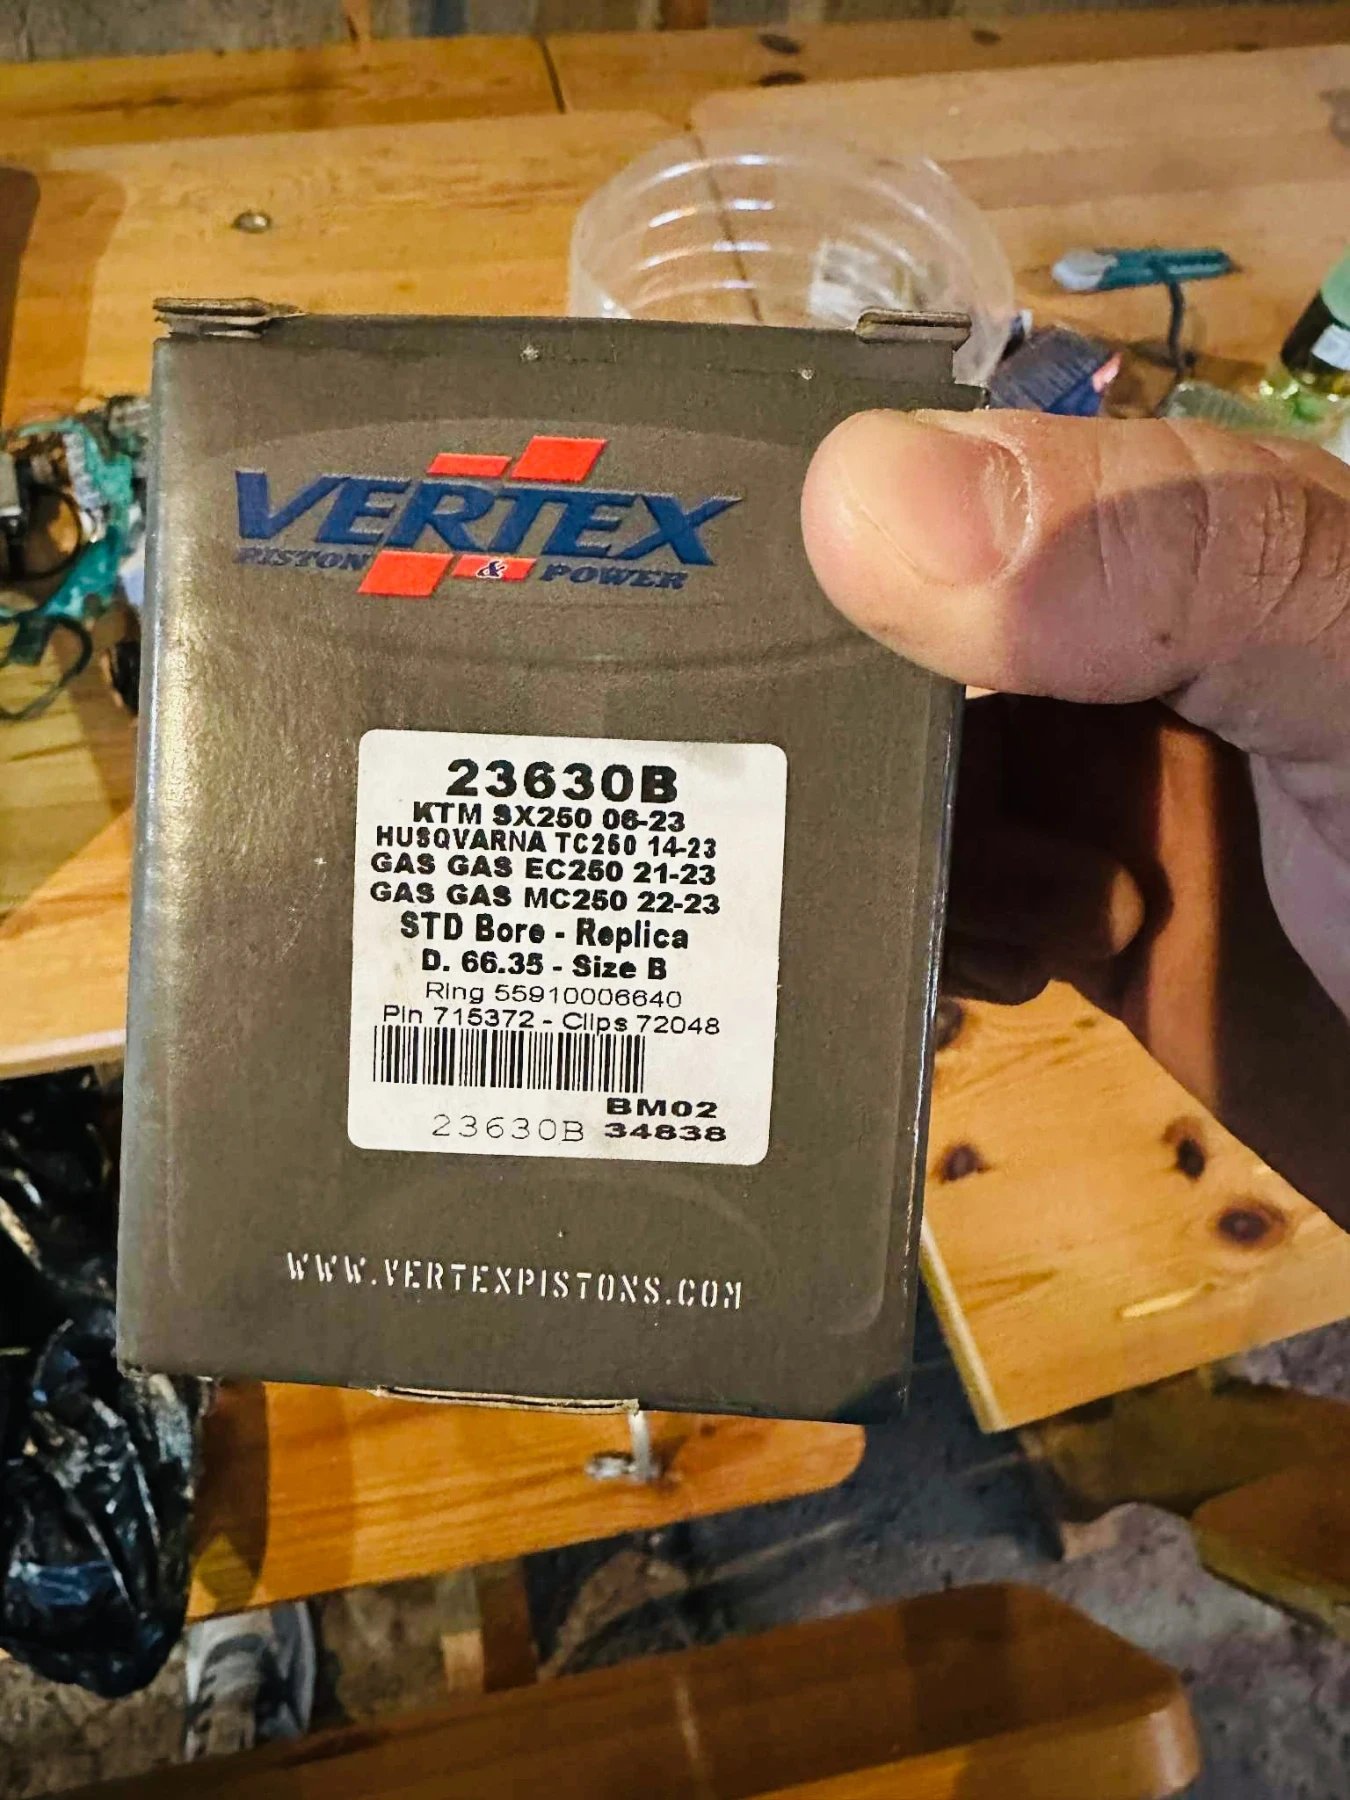 VERTEX
PISTON & POWER
23630B
KTM SX250 06-23
HUSQVARNA TC250 14-23
GAS GAS EC250 21-23
GAS GAS MC250 22-23
STD Bore - Replica
D. 66.35 - Size B
Ring 55910006640
Pin 715372 - Clips 72048
BM02
23630B 34838
WWW.VERTEXPISTONS.COM